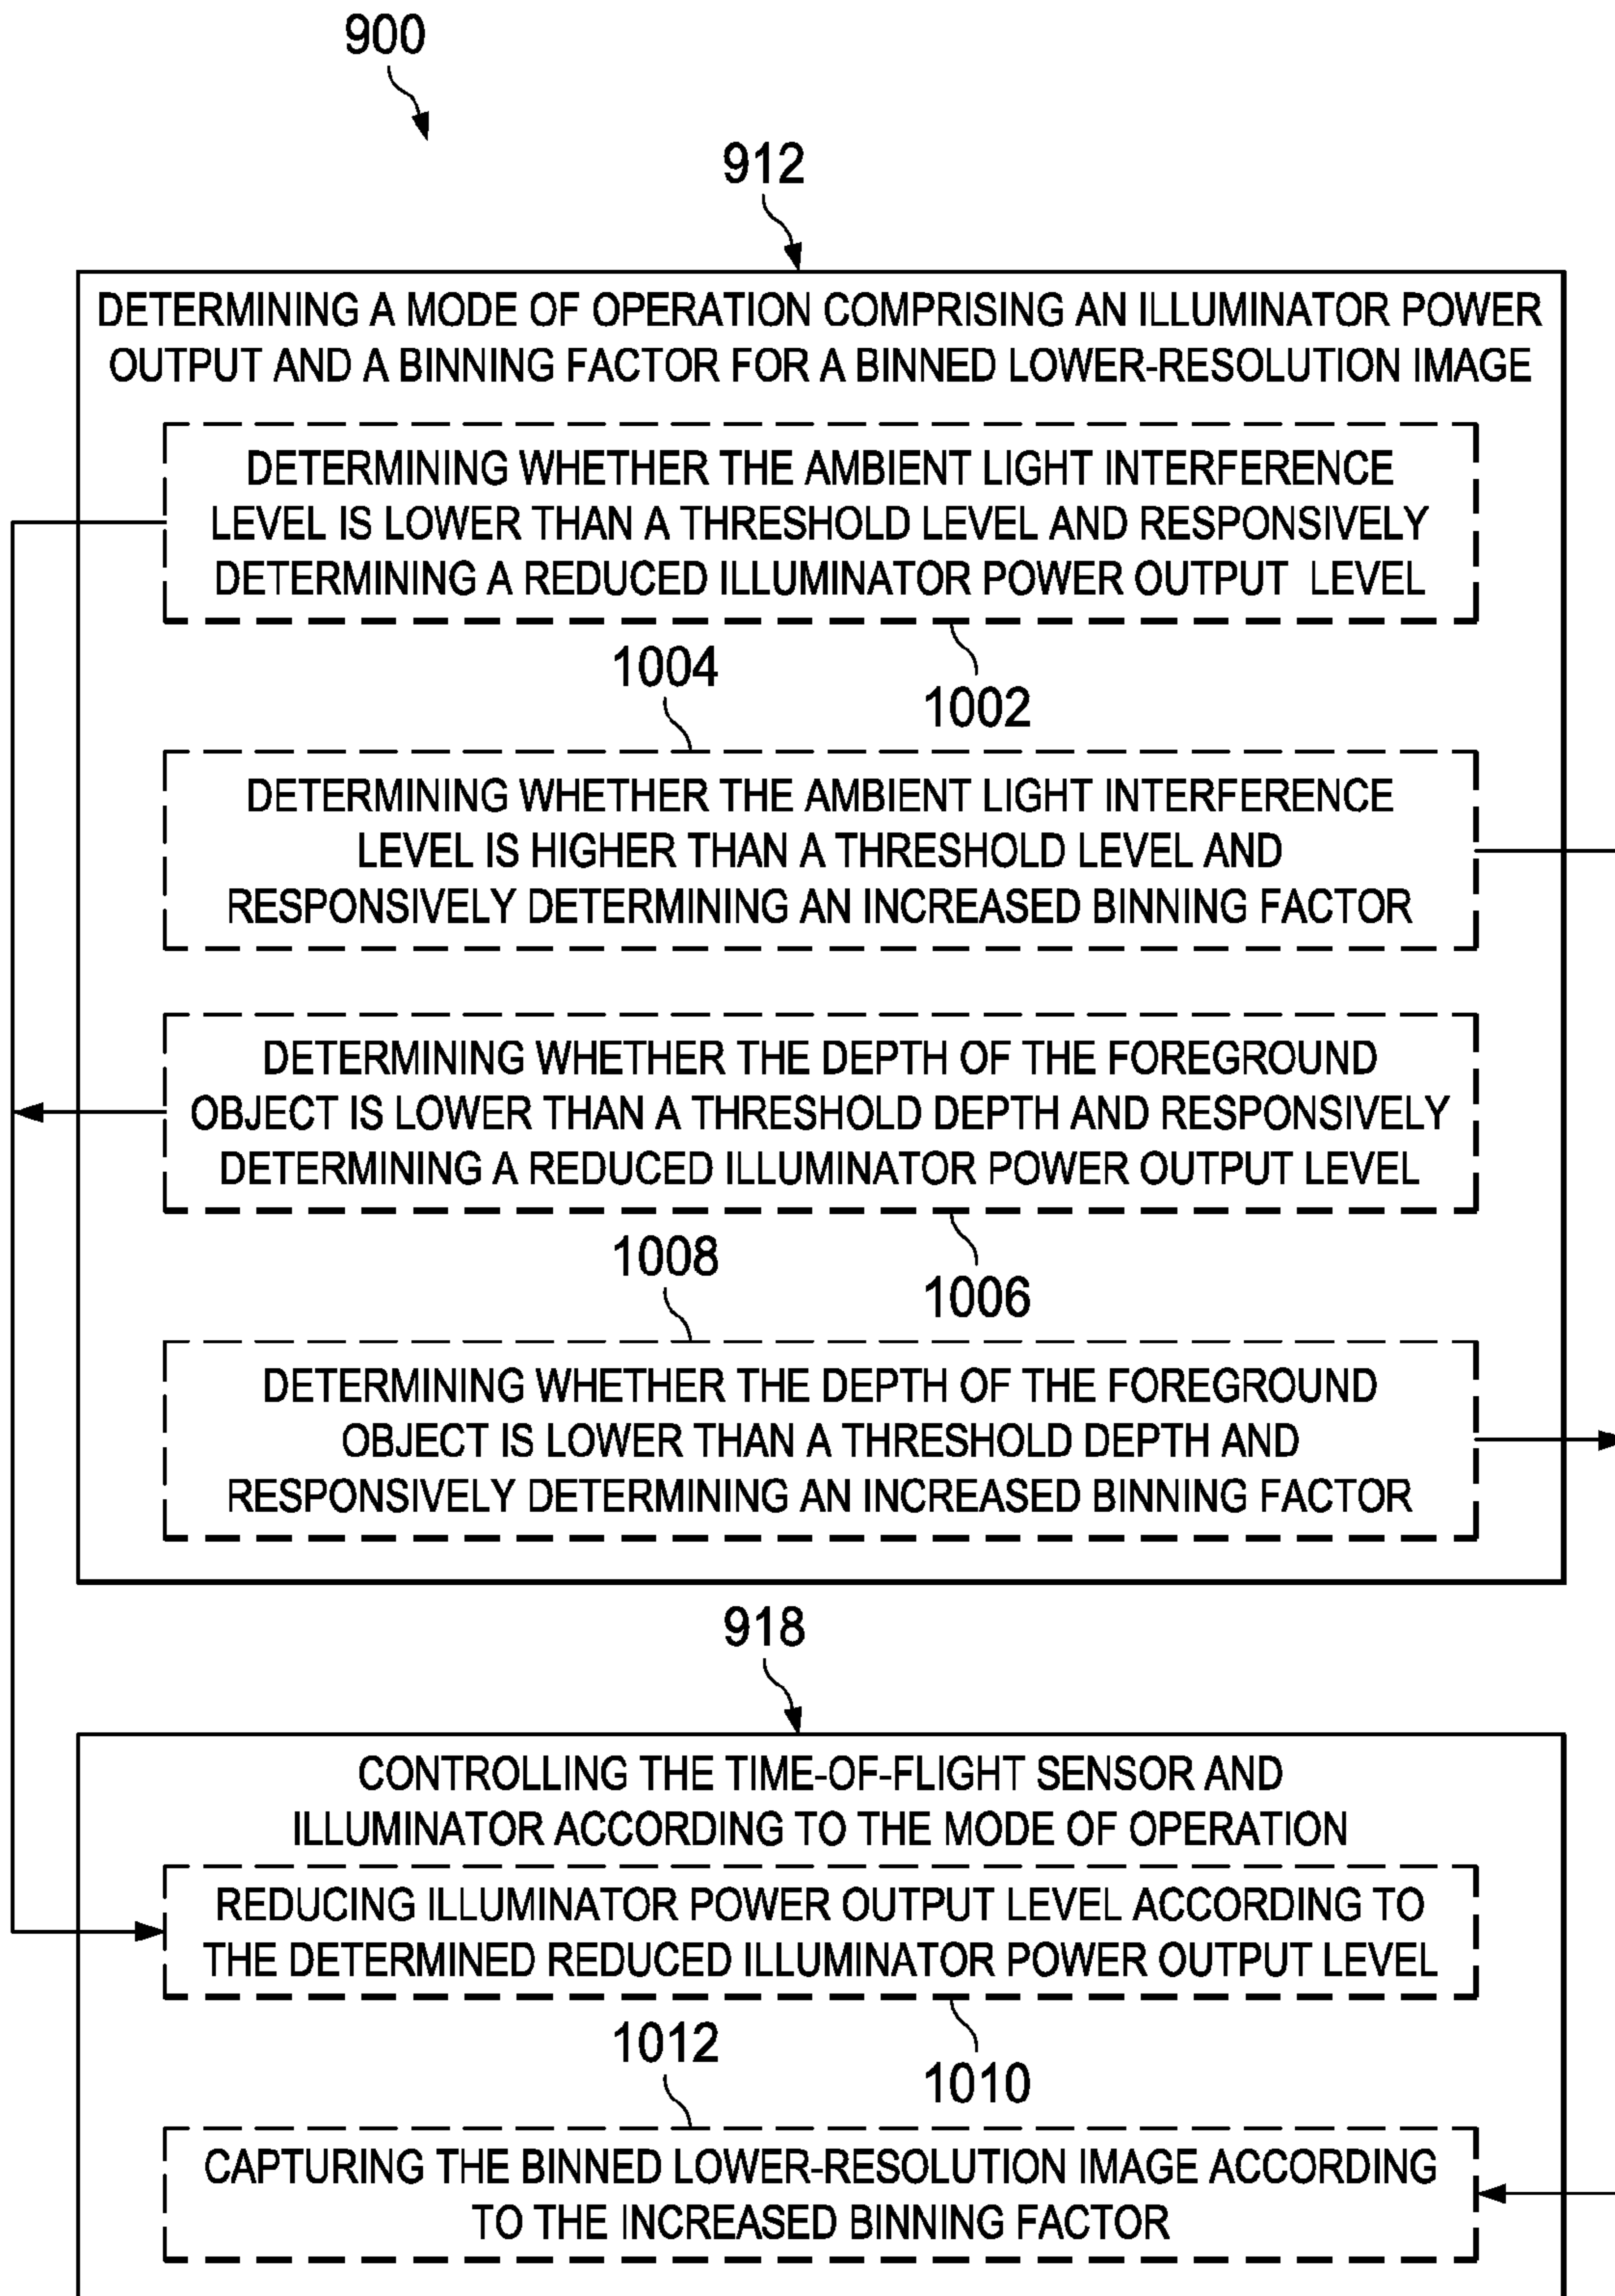 900
912
DETERMINING A MODE OF OPERATION COMPRISING AN ILLUMINATOR POWER
OUTPUT AND A BINNING FACTOR FOR A BINNED LOWER-RESOLUTION IMAGE
DETERMINING WHETHER THE AMBIENT LIGHT INTERFERENCE
LEVEL IS LOWER THAN A THRESHOLD LEVEL AND RESPONSIVELY
DETERMINING A REDUCED ILLUMINATOR POWER OUTPUT LEVEL
1004
1002
DETERMINING WHETHER THE AMBIENT LIGHT INTERFERENCE
LEVEL IS HIGHER THAN A THRESHOLD LEVEL AND
RESPONSIVELY DETERMINING AN INCREASED BINNING FACTOR
DETERMINING WHETHER THE DEPTH OF THE FOREGROUND
OBJECT IS LOWER THAN A THRESHOLD DEPTH AND RESPONSIVELY
DETERMINING A REDUCED ILLUMINATOR POWER OUTPUT LEVEL
1008
1006
DETERMINING WHETHER THE DEPTH OF THE FOREGROUND
OBJECT IS LOWER THAN A THRESHOLD DEPTH AND
RESPONSIVELY DETERMINING AN INCREASED BINNING FACTOR
918
CONTROLLING THE TIME-OF-FLIGHT SENSOR AND
ILLUMINATOR ACCORDING TO THE MODE OF OPERATION
REDUCING ILLUMINATOR POWER OUTPUT LEVEL ACCORDING TO
THE DETERMINED REDUCED ILLUMINATOR POWER OUTPUT LEVEL
1012
1010
CAPTURING THE BINNED LOWER-RESOLUTION IMAGE ACCORDING
TO THE INCREASED BINNING FACTOR